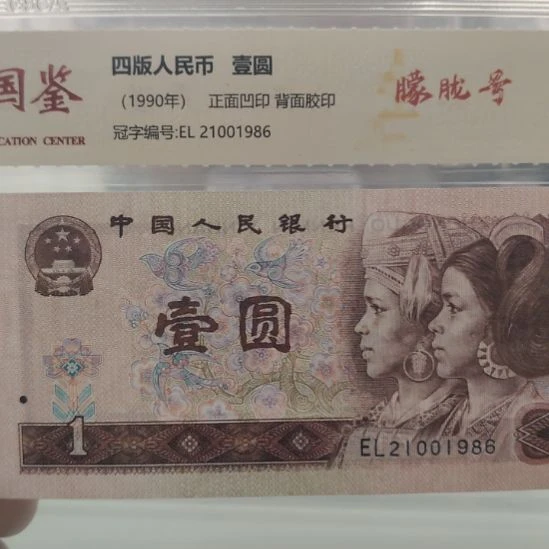 国鉴
CATION CENTER
四版人民币 壹圆
(1990年) 正面凹印 背面胶印
冠字编号:EL 21001986
朦胧号
中国人民银行
壹圆
1
EL21001986